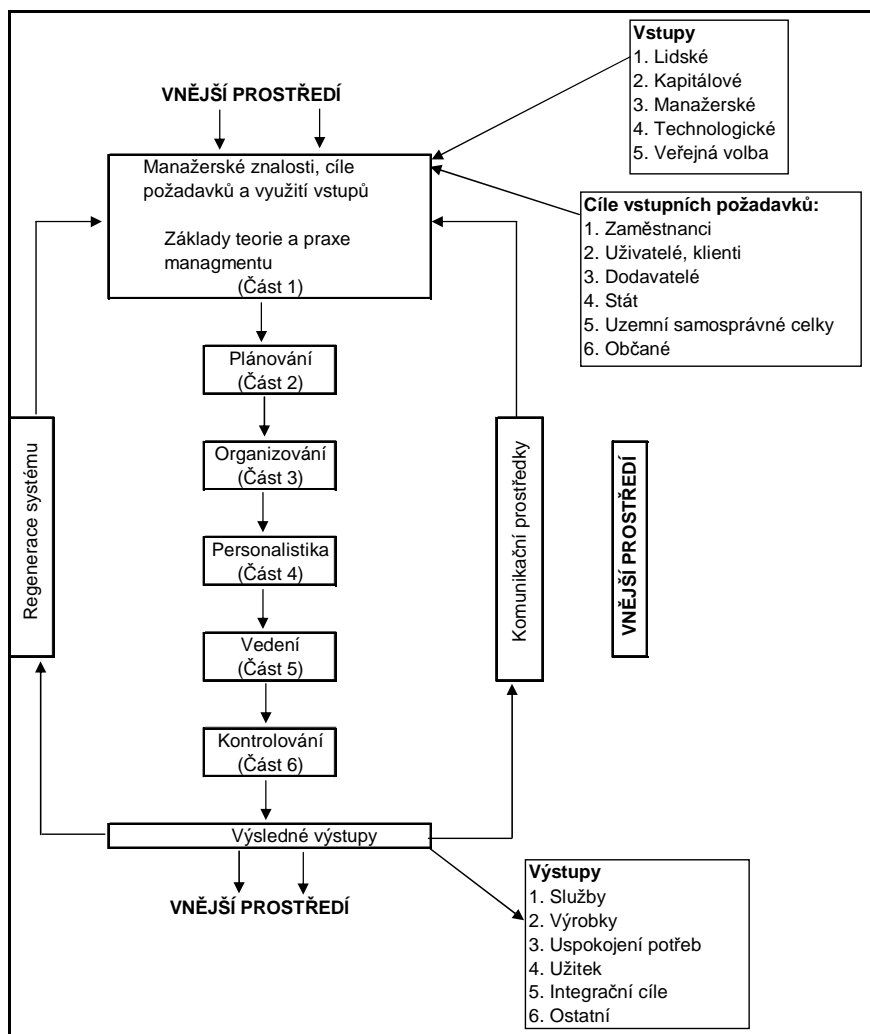 Vstupy
1. Lidské
2. Kapitálové
3. Manažerské
4. Technologické
5. Veřejná volba
VNĚJŠÍ PROSTŘEDÍ
Manažerské znalosti, cíle
požadavků a využití vstupů
Základy teorie a praxe
managmentu
(Část 1)
Cíle vstupních požadavků:
1. Zaměstnanci
2. Uživatelé, klienti
3. Dodavatelé
4. Stát
5. Uzemní samosprávné celky
6. Občané
Plánování
(Část 2)
Organizování
(Část 3)
Personalistika
(Část 4)
Vedení
(Část 5)
Kontrolování
(Část 6)
Regenerace systému
Komunikační prostředky
VNĚJŠÍ PROSTŘEDÍ
Výsledné výstupy
VNĚJŠÍ PROSTŘEDÍ
Výstupy
1. Služby
2. Výrobky
3. Uspokojení potřeb
4. Užitek
5. Integrační cíle
6. Ostatní